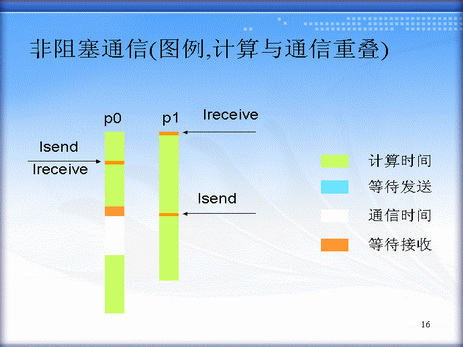 非阻塞通信(图例,计算与通信重叠)
p0 p1 Ireceive
Isend
Ireceive
Isend
计算时间
等待发送
通信时间
等待接收
16